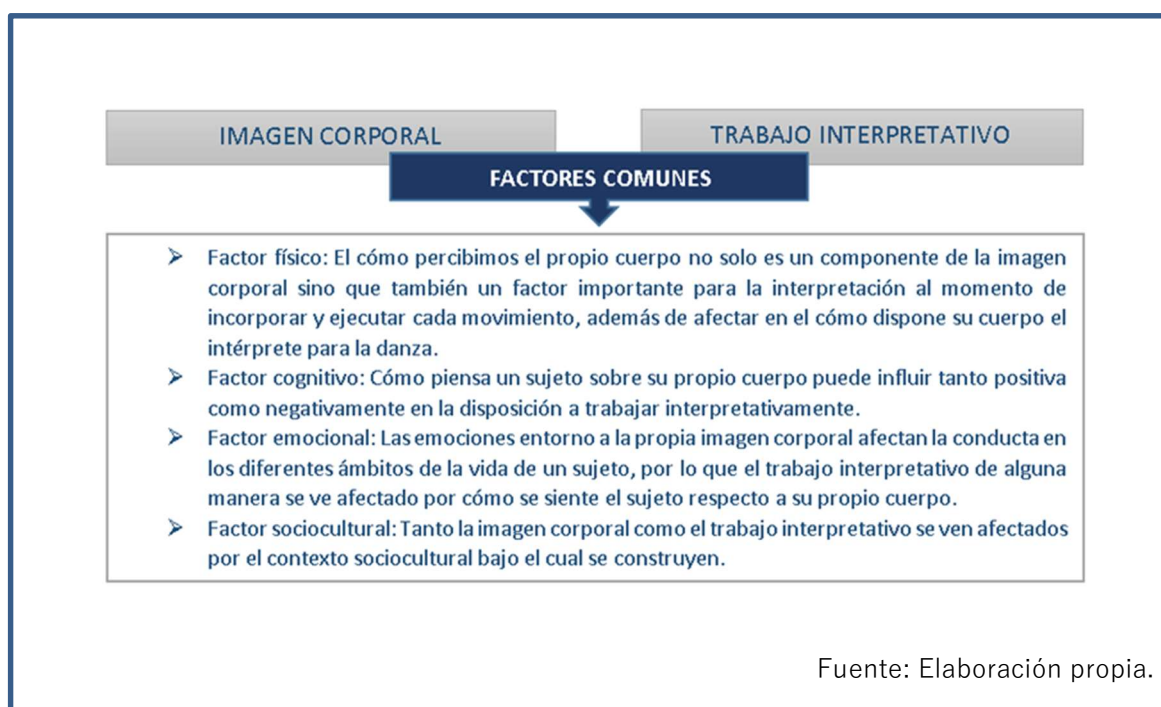 IMAGEN CORPORAL
TRABAJO INTERPRETATIVO
FACTORES COMUNES
➤ Factor físico: El cómo percibimos el propio cuerpo no solo es un componente de la imagen
corporal sino que también un factor importante para la interpretación al momento de
incorporar y ejecutar cada movimiento, además de afectar en el cómo dispone su cuerpo el
intérprete para la danza.
➤ Factor cognitivo: Cómo piensa un sujeto sobre su propio cuerpo puede influir tanto positiva
como negativamente en la disposición a trabajar interpretativamente.
➤ Factor emocional: Las emociones entorno a la propia imagen corporal afectan la conducta en
los diferentes ámbitos de la vida de un sujeto, por lo que el trabajo interpretativo de alguna
manera se ve afectado por cómo se siente el sujeto respecto a su propio cuerpo.
➤ Factor sociocultural: Tanto la imagen corporal como el trabajo interpretativo se ven afectados
por el contexto sociocultural bajo el cual se construyen.
Fuente: Elaboración propia.